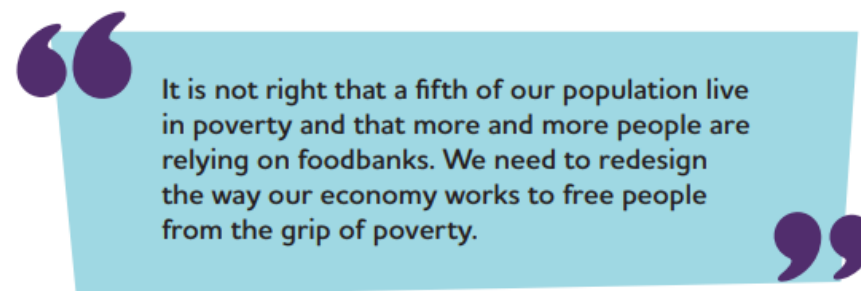 It is not right that a fifth of our population live
in poverty and that more and more people are
relying on foodbanks. We need to redesign
the way our economy works to free people
from the grip of poverty.